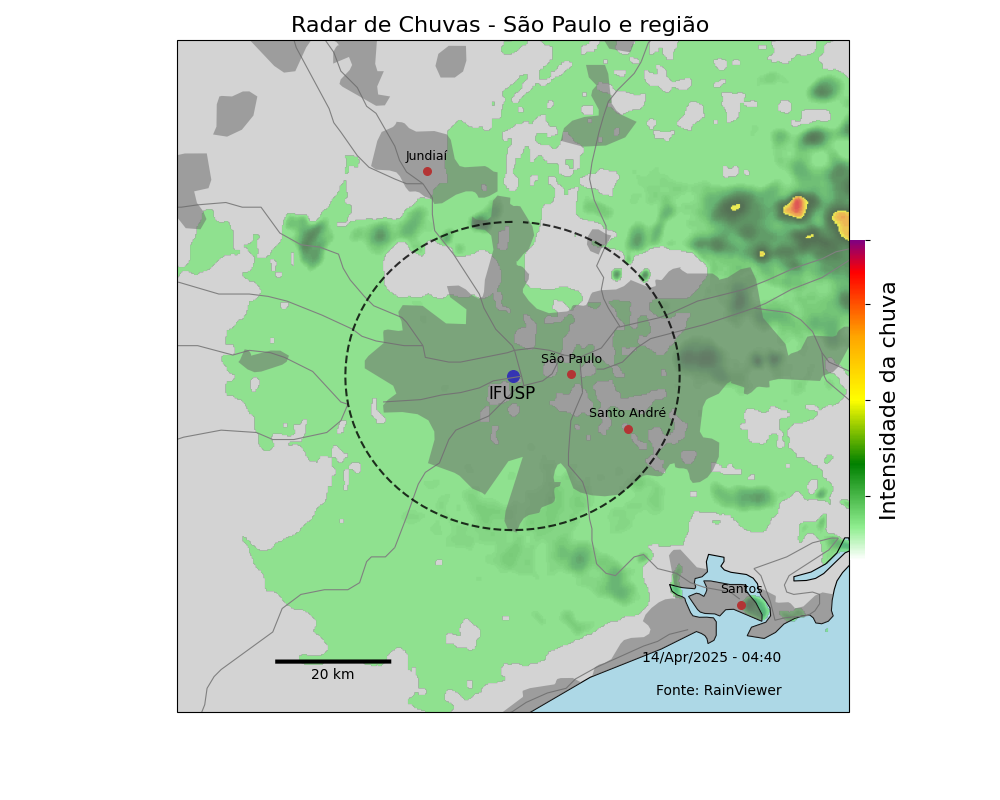 Radar de Chuvas - São Paulo e região
Jundiaí
São Paulo
IFUSP
Santo André
Intensidade da chuva
Santos
14/Apr/2025 - 04:40
20 km
Fonte: RainViewer